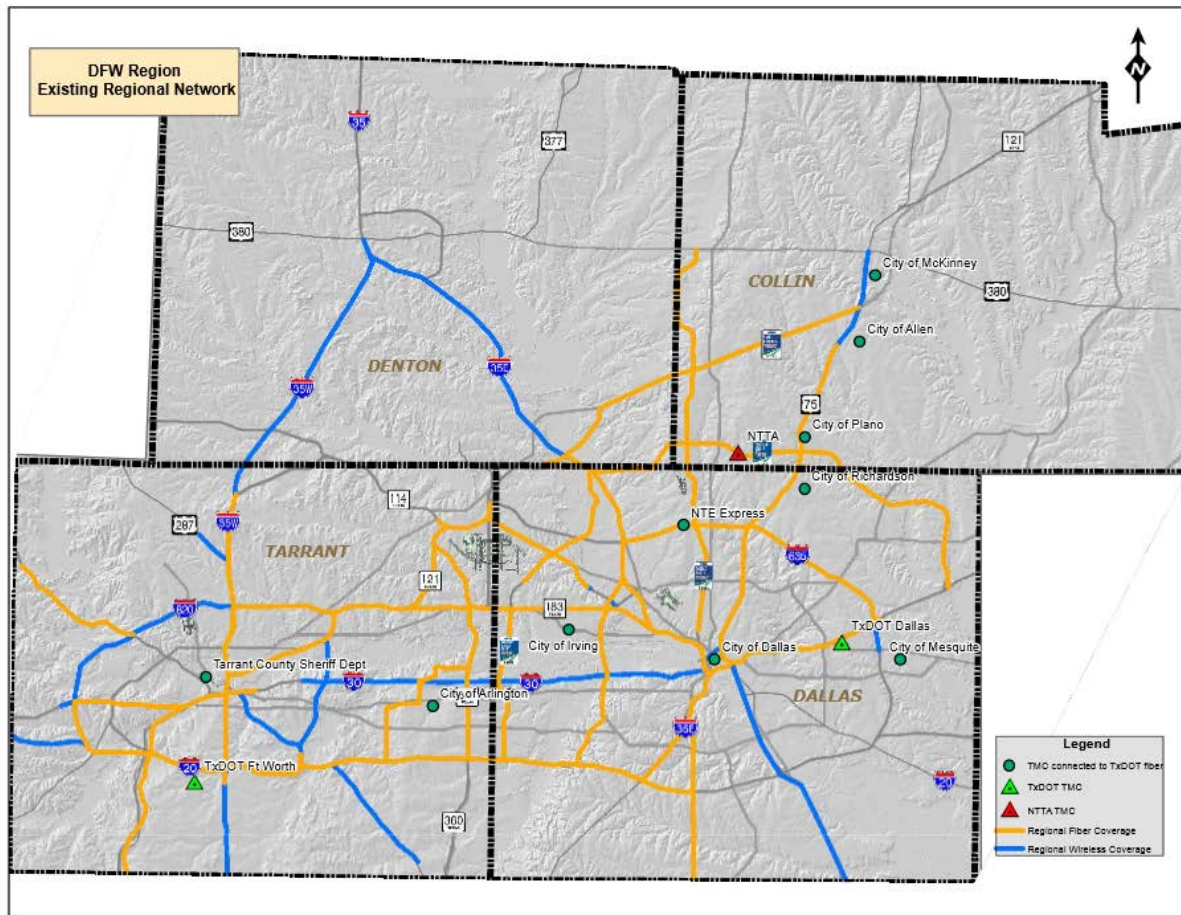 DFW Region
Existing Regional Network
N
35
377
121
380
City of McKinney
COLLIN
380
City of Allen
DENTON
35E
35W
75
City of Plano
NTTA
City of Richardson
114
287
35W
NTE Express
TARRANT
635
121
820
183
TxDOT Dallas
City of Irving
City of Dallas
City of Mesquite
Tarrant County Sheriff Dept
30
30
City of Arlington
DALLAS
35E
20
TxDOT Ft Worth
20
360
Legend
TMC connected to TxDOT fiber
TxDOT TMC
NTTA TMC
Regional Fiber Coverage
Regional Wireless Coverage